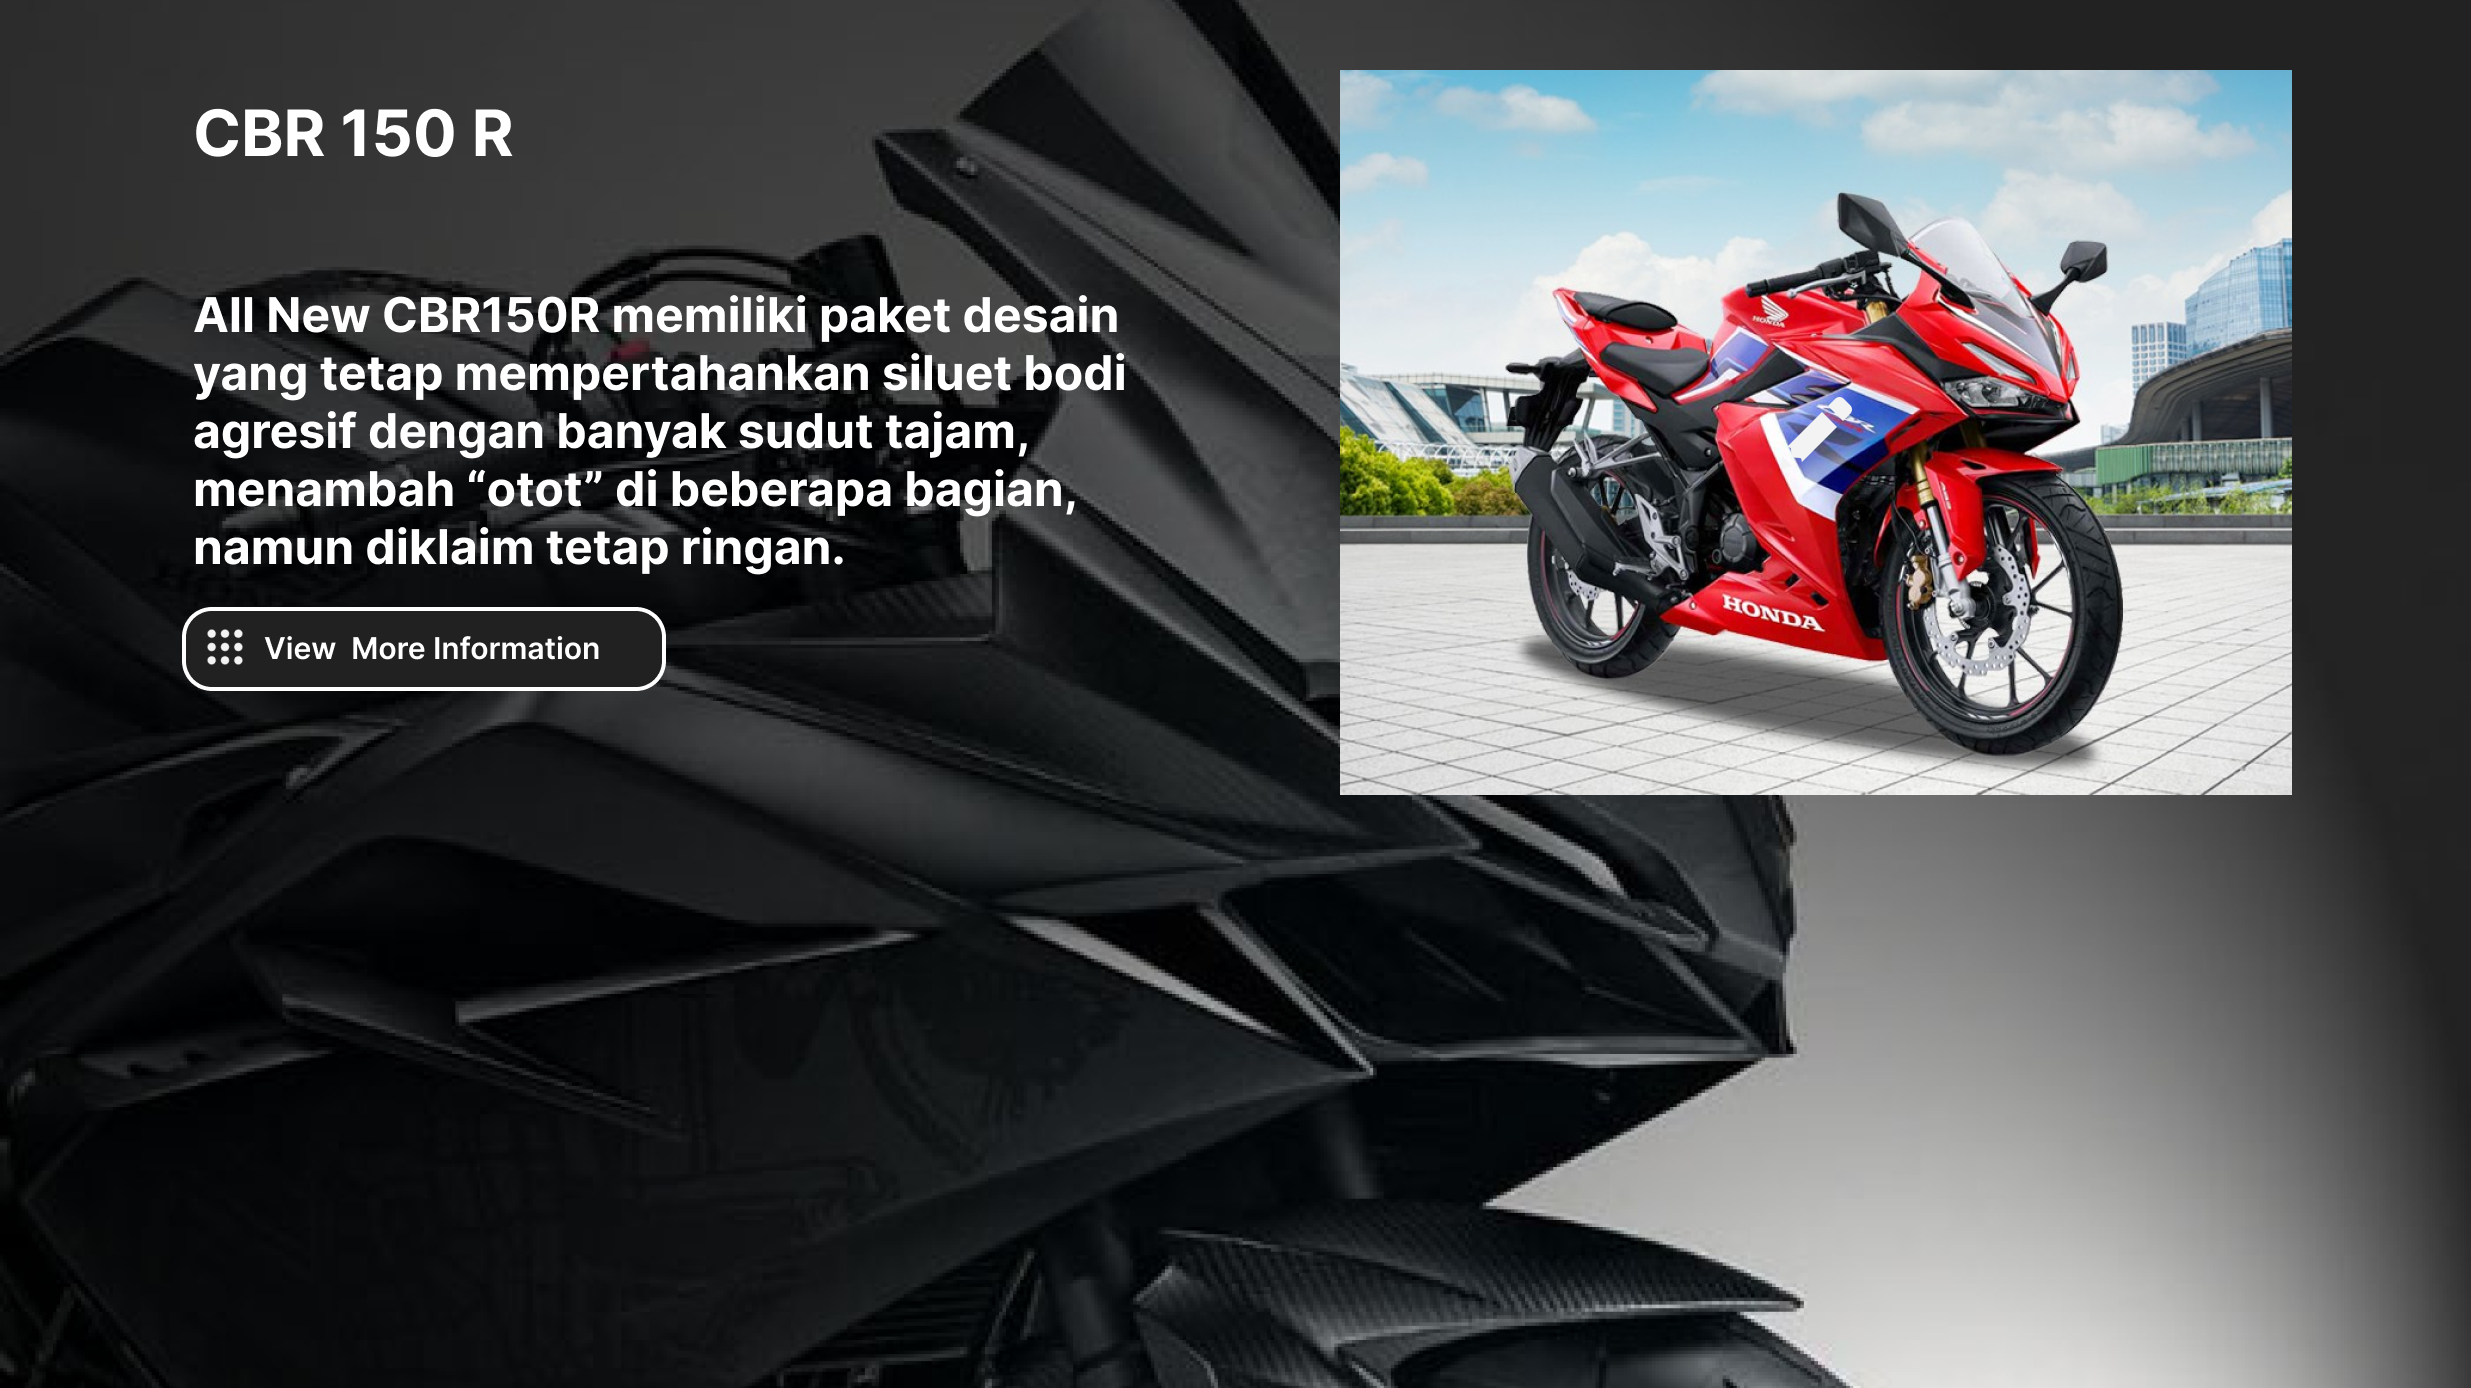 CBR 150 R
All New CBR150R memiliki paket desain
yang tetap mempertahankan siluet bodi
agresif dengan banyak sudut tajam,
menambah “otot” di beberapa bagian,
namun diklaim tetap ringan.
View  More Information
HONDA
HONDA